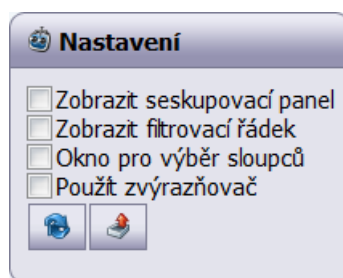 Nastavení
Zobrazit seskupovací panel
Zobrazit filtrovací řádek
Okno pro výběr sloupců
Použít zvýrazňovač